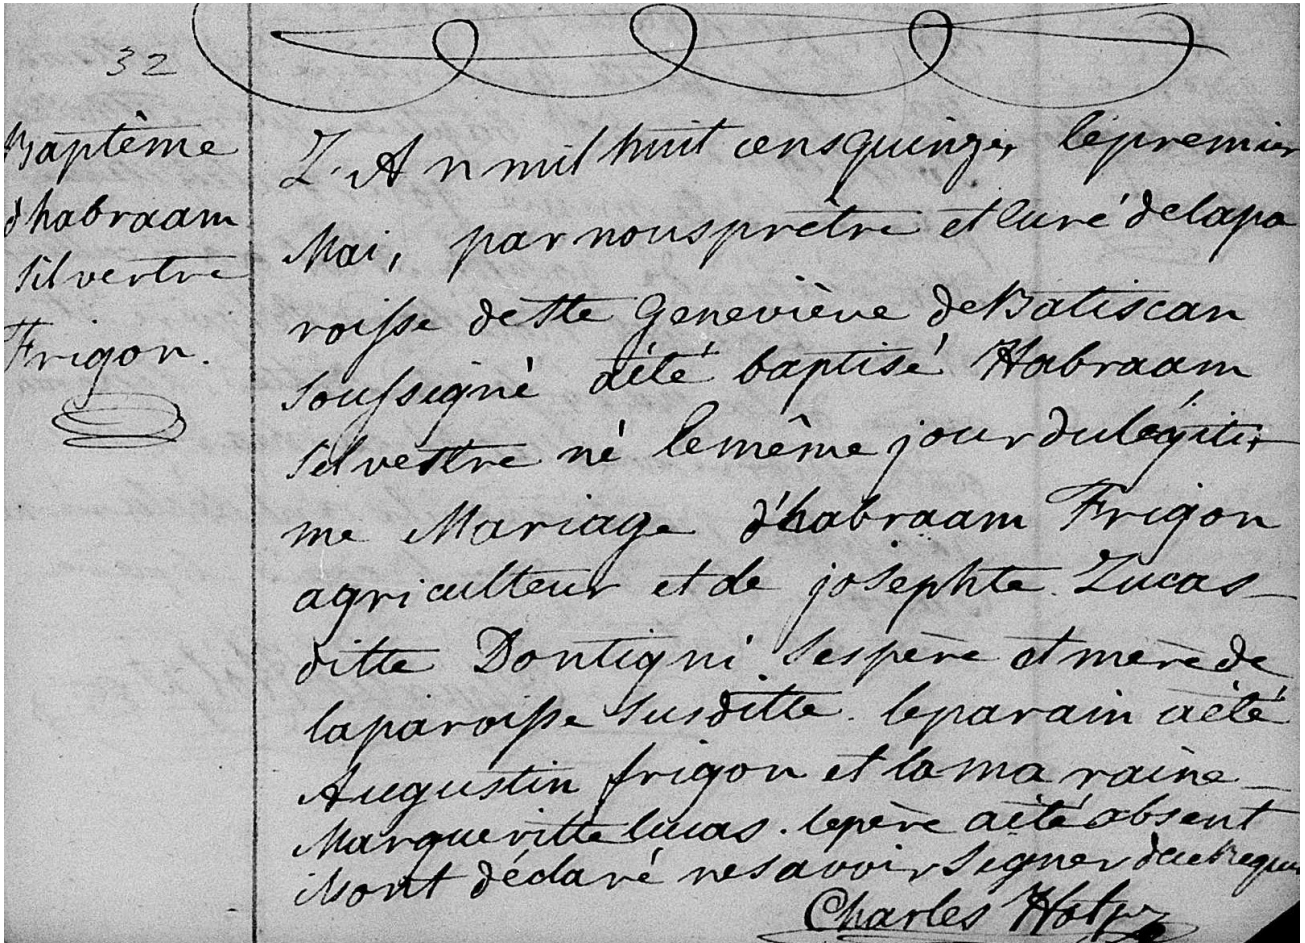 32
Baptême
d'habraam
Silvertre
Frigon.
L'An mil huit cens quinze, le premier
Mai, par nous prêtre et Curé de la pa
roisse de Ste Geneviève de Batiscan
Soussigné a été baptisé Habraam
Silvestre né le même jour du légiti
me Mariage d'habraam Frigon
agriculteur et de josephte Lucas
ditte Dontigni Ses père et mère de
la paroisse Susditte. le parain a été
Augustin frigon et la maraine
Margueritte lucas. le père a été absent
ils ont déclaré ne savoir Signer de ce Requis
Charles